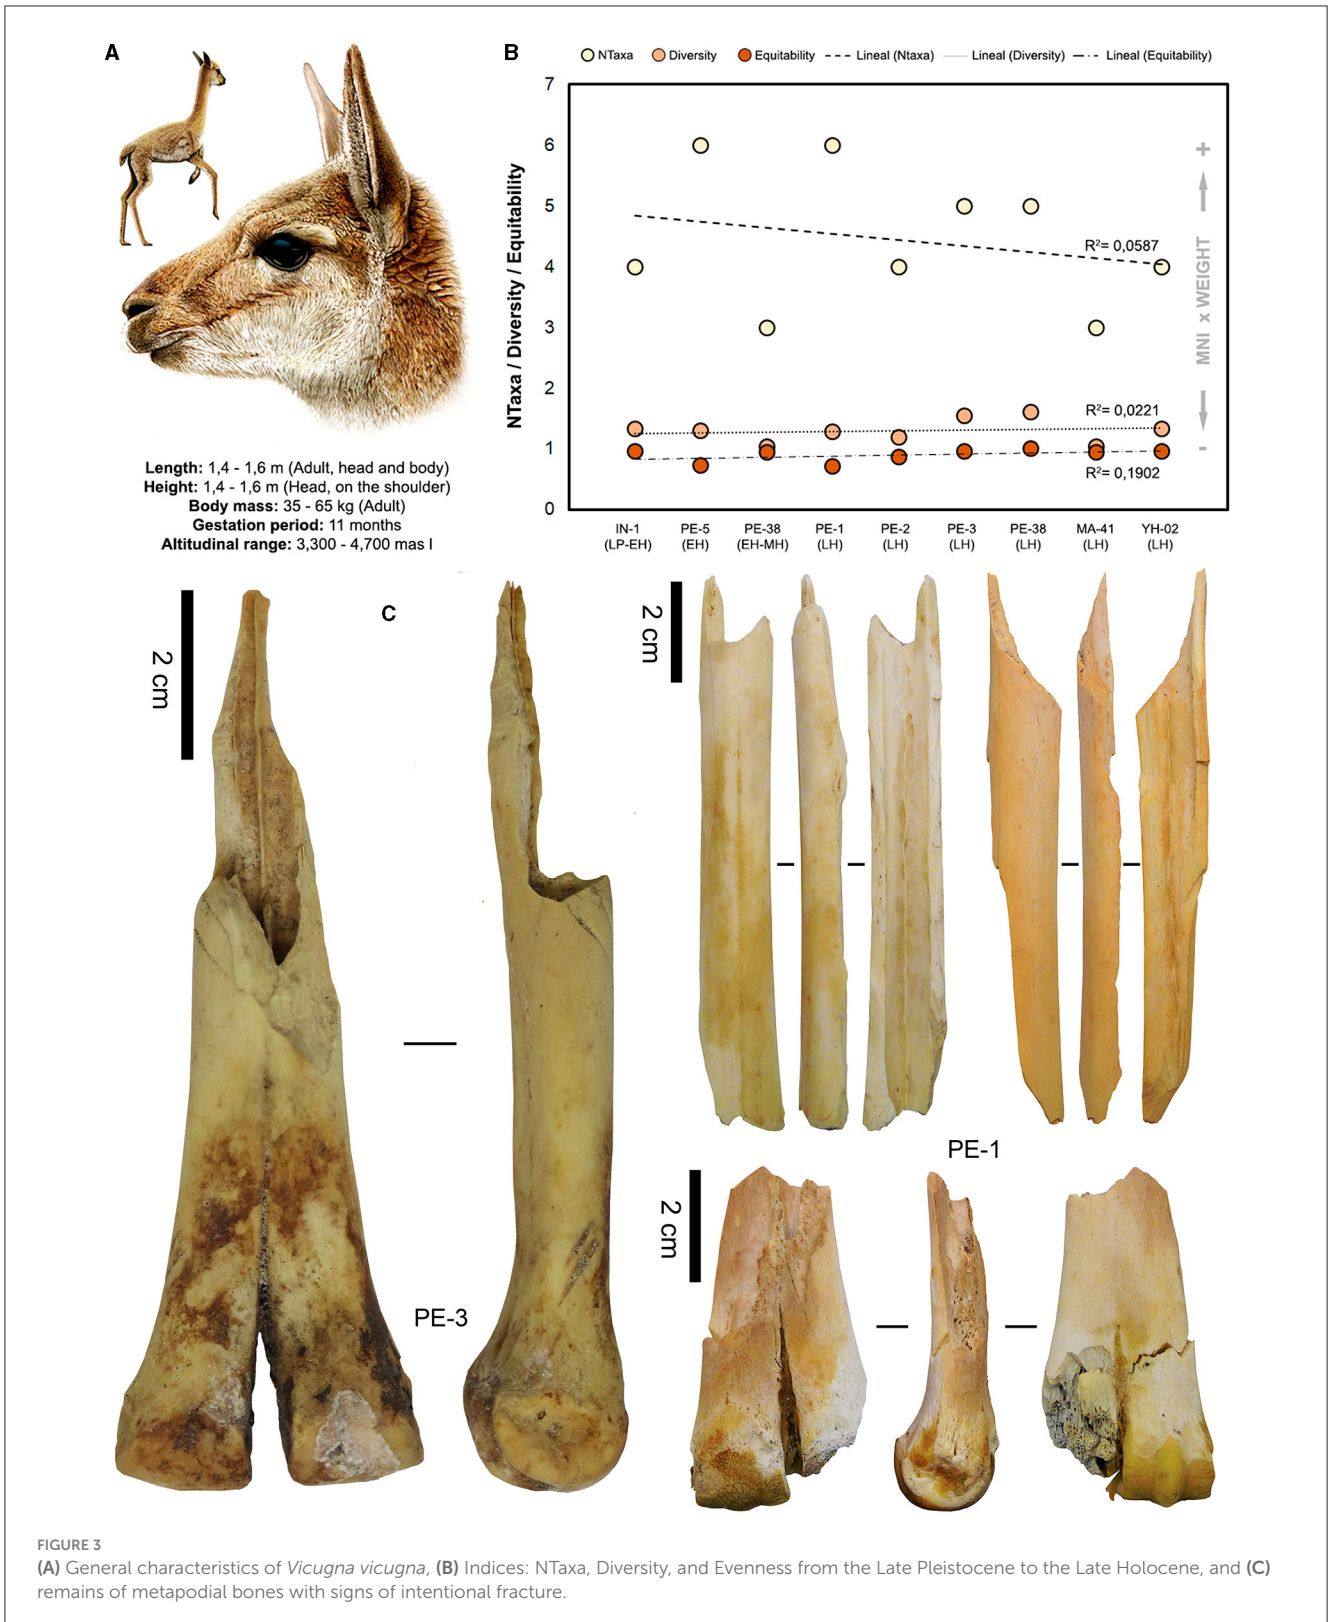 A
Length: 1,4 - 1,6 m (Adult, head and body)
Height: 1,4 - 1,6 m (Head, on the shoulder)
Body mass: 35 - 65 kg (Adult)
Gestation period: 11 months
Altitudinal range: 3,300 - 4,700 mas l
B
NTaxa Diversity Equitability Lineal (Ntaxa) Lineal (Diversity) Lineal (Equitability)
NTaxa / Diversity / Equitability
7
6
5
4
3
2
1
0
R²= 0,0587
R²= 0,0221
R²= 0,1902
+
MNI x WEIGHT
-
IN-1 PE-5 PE-38 PE-1 PE-2 PE-3 PE-38 MA-41 YH-02
(LP-EH) (EH) (EH-MH) (LH) (LH) (LH) (LH) (LH) (LH)
C
2 cm
PE-3
2 cm
PE-1
2 cm
FIGURE 3
(A) General characteristics of Vicugna vicugna, (B) Indices: NTaxa, Diversity, and Evenness from the Late Pleistocene to the Late Holocene, and (C)
remains of metapodial bones with signs of intentional fracture.